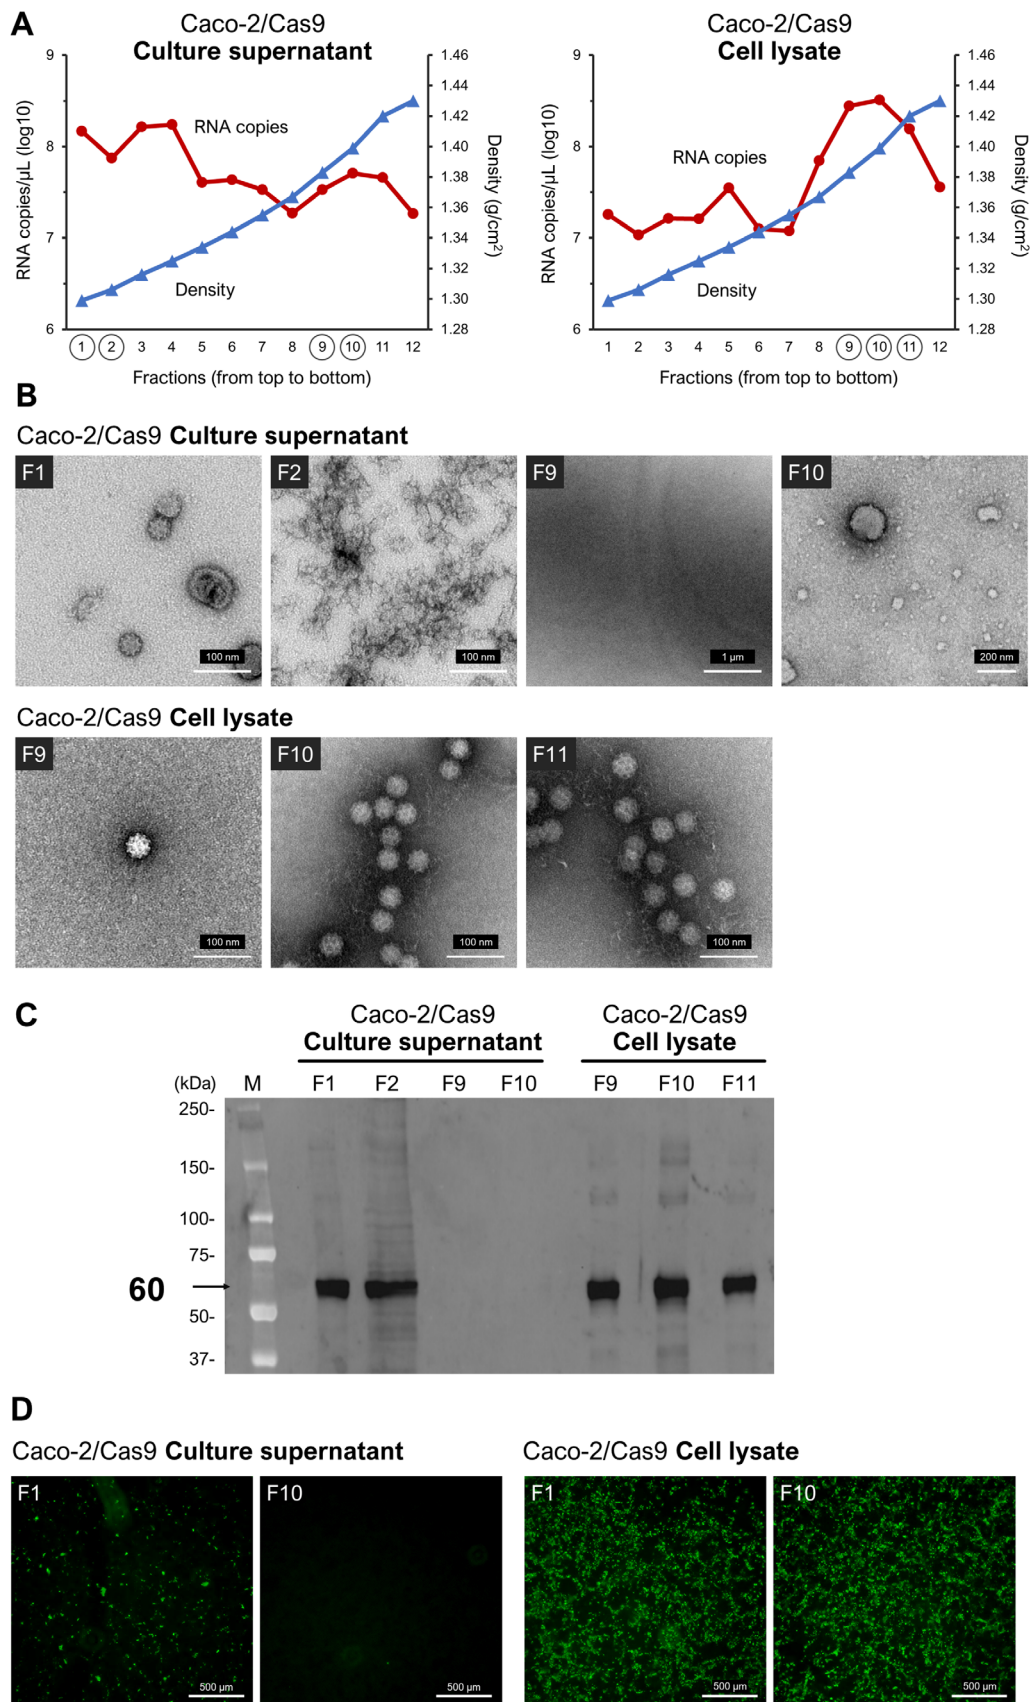 A
Caco-2/Cas9
Culture supernatant
9
8
7
6
RNA copies/µL (log10)
RNA copies
Density
1.46
1.44
1.42
1.40
1.38
1.36
1.34
1.32
1.30
1.28
Density (g/cm2)
1 2 3 4 5 6 7 8 9 10 11 12
Fractions (from top to bottom)
Caco-2/Cas9
Cell lysate
9
8
7
6
RNA copies/µL (log10)
RNA copies
Density
1.46
1.44
1.42
1.40
1.38
1.36
1.34
1.32
1.30
1.28
Density (g/cm2)
1 2 3 4 5 6 7 8 9 10 11 12
Fractions (from top to bottom)
B
Caco-2/Cas9 Culture supernatant
F1
100 nm
F2
100 nm
F9
1 µm
F10
200 nm
Caco-2/Cas9 Cell lysate
F9
100 nm
F10
100 nm
F11
100 nm
C
Caco-2/Cas9
Culture supernatant
Caco-2/Cas9
Cell lysate
(kDa) M F1 F2 F9 F10 F9 F10 F11
250-
150-
100-
75-
60
50-
37-
D
Caco-2/Cas9 Culture supernatant
F1
500 µm
F10
Caco-2/Cas9 Cell lysate
F1
500 µm
F10
500 µm
500 µm